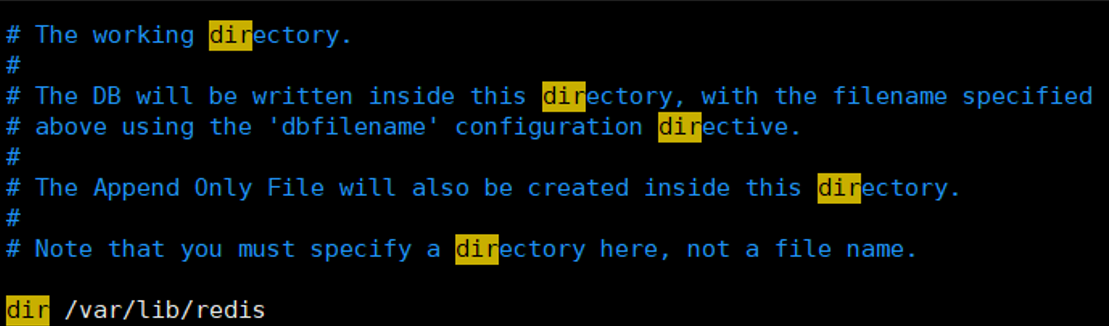 # The working directory.
#
# The DB will be written inside this directory, with the filename specified
# above using the 'dbfilename' configuration directive.
#
# The Append Only File will also be created inside this directory.
#
# Note that you must specify a directory here, not a file name.
dir /var/lib/redis